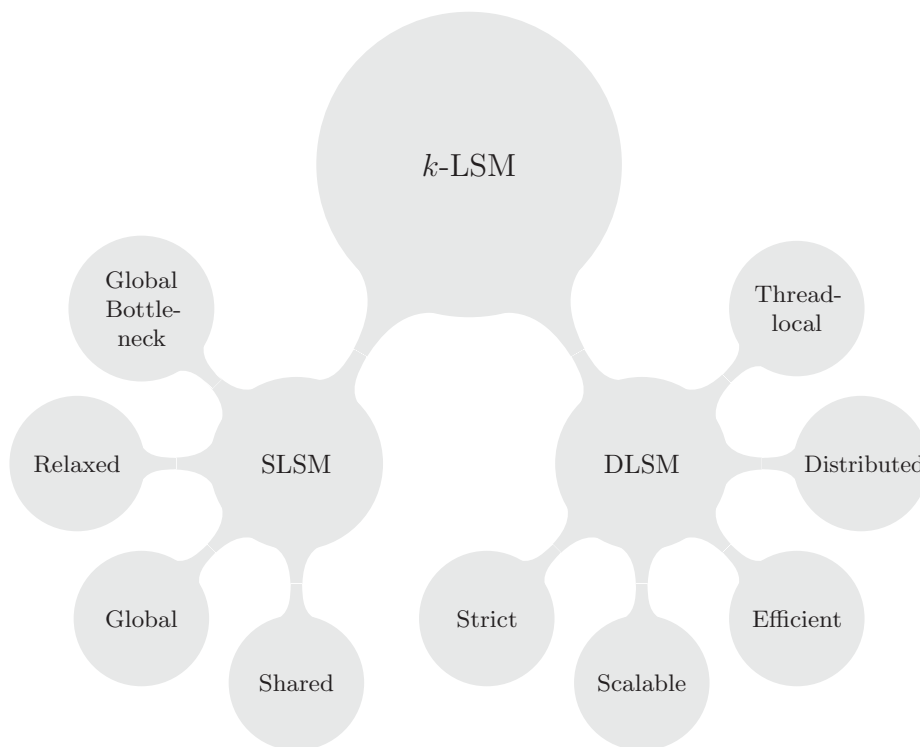 k-LSM
Global
Bottle-
neck
Thread-
local
Relaxed
SLSM
DLSM
Distributed
Global
Strict
Efficient
Shared
Scalable